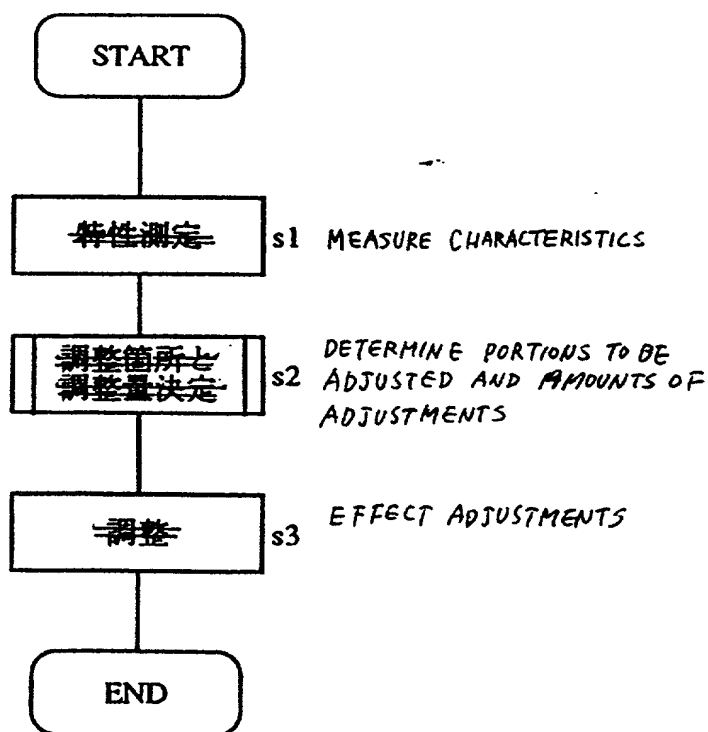 START
特性測定
s1 MEASURE CHARACTERISTICS
調整箇所と
調整量決定
s2
DETERMINE PORTIONS TO BE
ADJUSTED AND AMOUNTS OF
ADJUSTMENTS
調整
s3
EFFECT ADJUSTMENTS
END